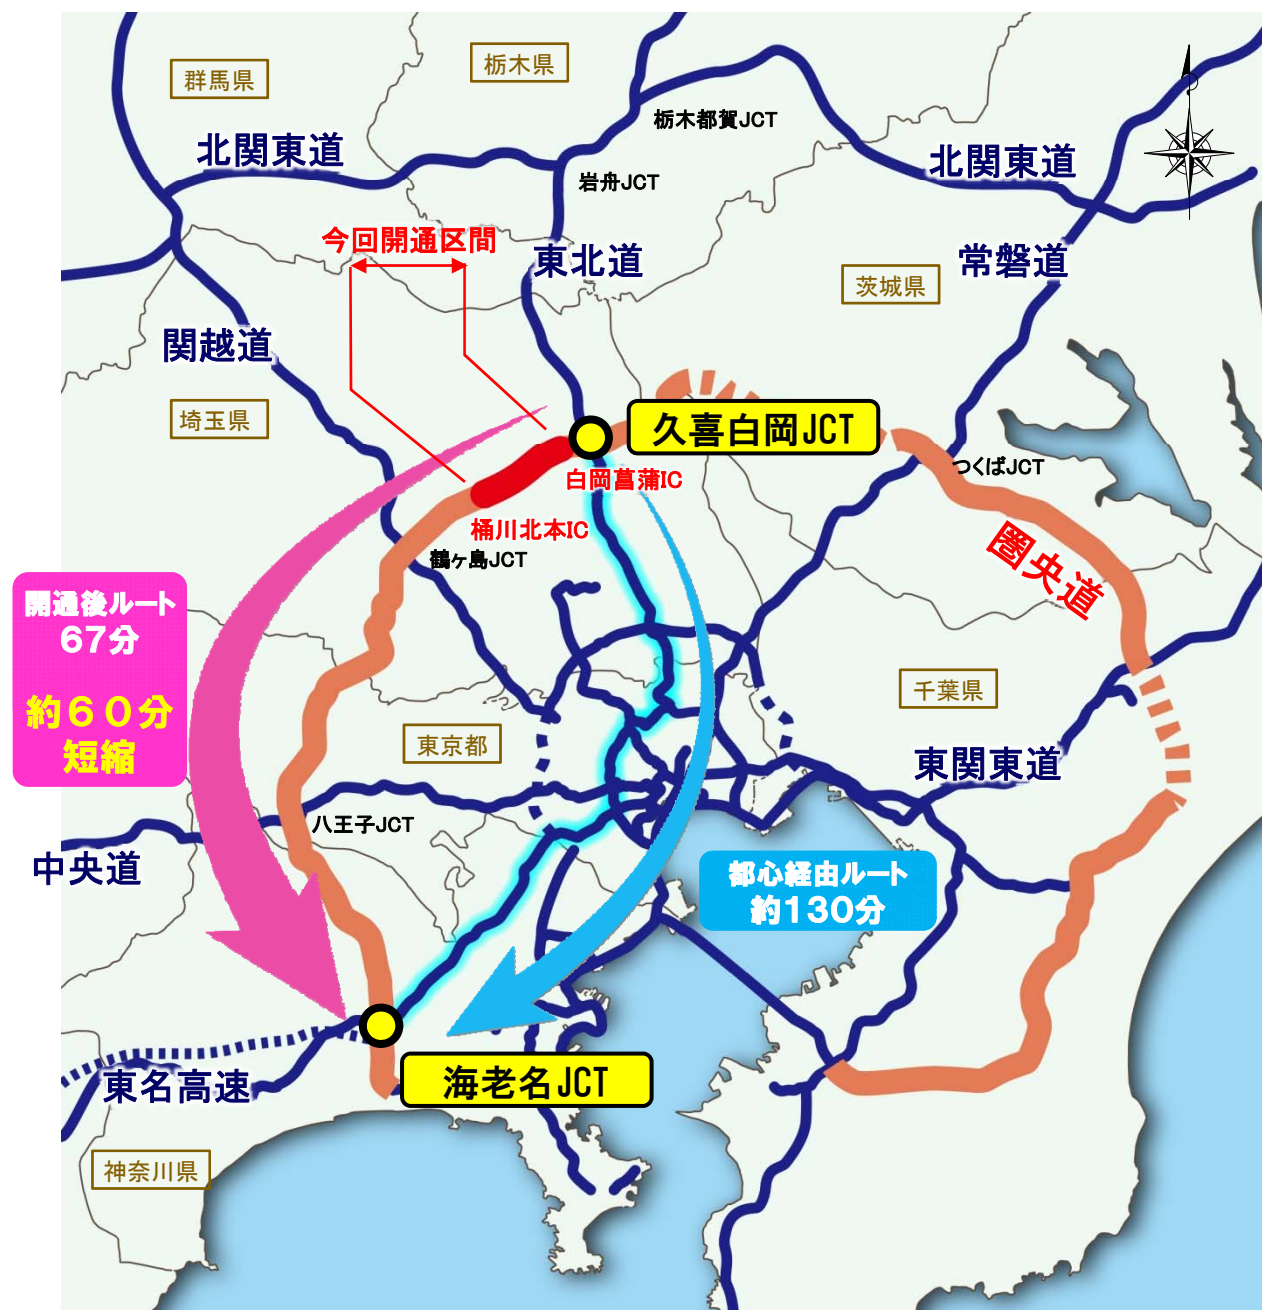 群馬県
栃木県
栃木都賀JCT
北関東道
北関東道
岩舟JCT
今回開通区間
東北道
常磐道
茨城県
関越道
埼玉県
久喜白岡JCT
つくばJCT
白岡菖蒲IC
桶川北本IC
鶴ヶ島JCT
圏央道
開通後ルート
67分
約60分
短縮
千葉県
東京都
東関東道
八王子JCT
中央道
都心経由ルート
約130分
海老名JCT
東名高速
神奈川県